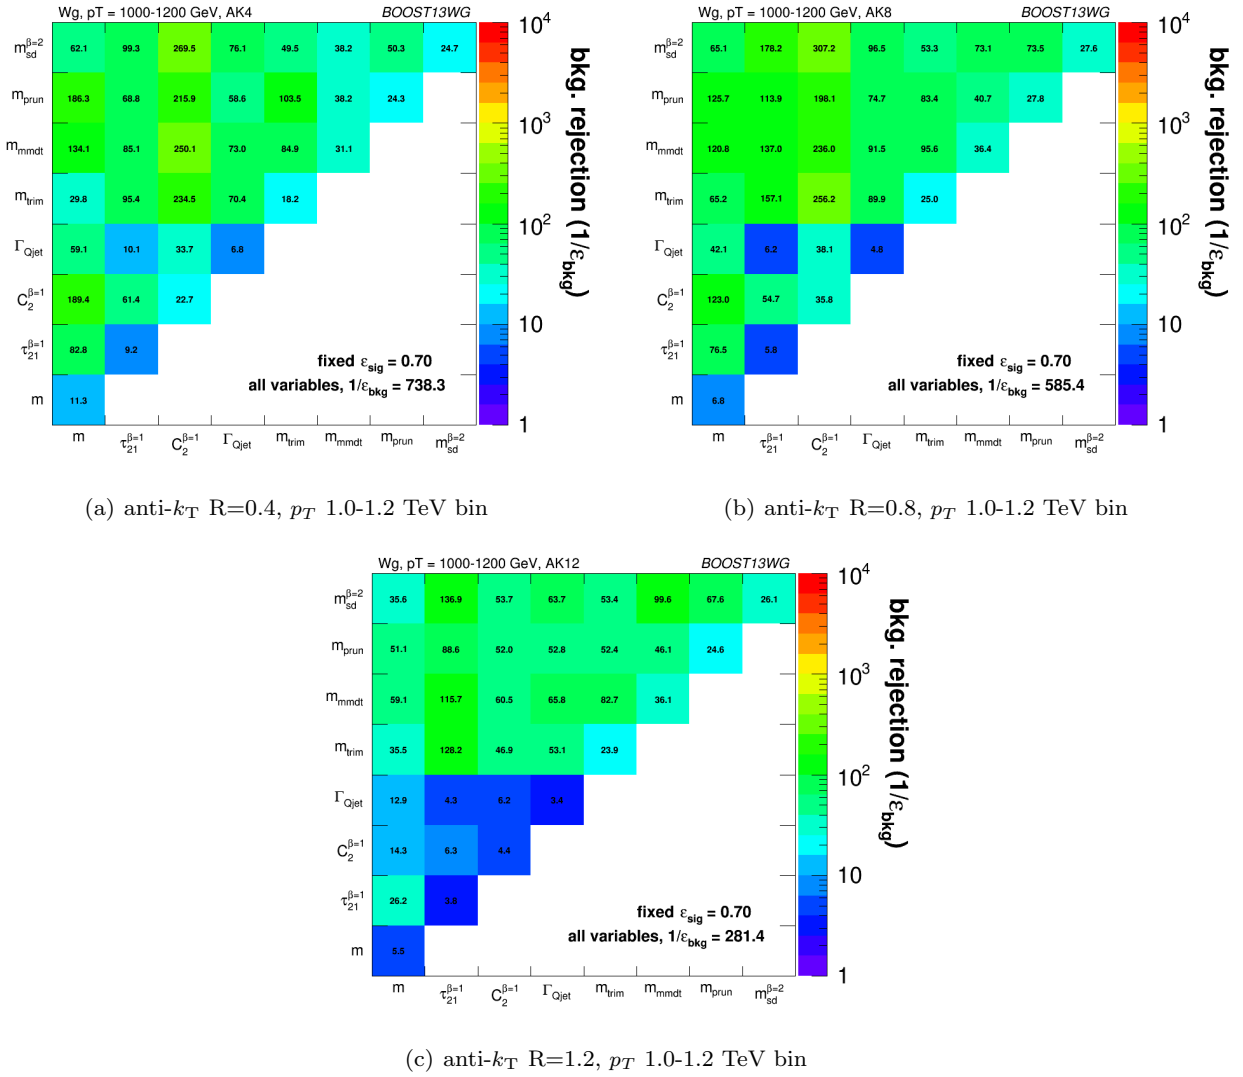 Wg, pT = 1000-1200 GeV, AK4 BOOST13WG
m_sd^β=2 62.1 99.3 269.5 76.1 49.5 38.2 50.3 24.7
m_prun 186.3 68.8 215.9 58.6 103.5 38.2 24.3
m_mmdt 134.1 85.1 250.1 73.0 84.9 31.1
m_trim 29.8 95.4 234.5 70.4 18.2
Γ_Qjet 59.1 10.1 33.7 6.8
C_2^β=1 189.4 61.4 22.7
τ_21^β=1 82.8 9.2
m 11.3
fixed ε_sig = 0.70
all variables, 1/ε_bkg = 738.3
m τ_21^β=1 C_2^β=1 Γ_Qjet m_trim m_mmdt m_prun m_sd^β=2
10^4
10^3
10^2
10
1
bkg. rejection (1/ε_bkg)
(a) anti-k_T R=0.4, p_T 1.0-1.2 TeV bin
Wg, pT = 1000-1200 GeV, AK8 BOOST13WG
m_sd^β=2 65.1 178.2 307.2 96.5 53.3 73.1 73.5 27.6
m_prun 125.7 113.9 198.1 74.7 83.4 40.7 27.8
m_mmdt 120.8 137.0 236.0 91.5 95.6 36.4
m_trim 65.2 157.1 256.2 89.9 25.0
Γ_Qjet 42.1 6.2 38.1 4.8
C_2^β=1 123.0 54.7 35.8
τ_21^β=1 76.5 5.8
m 6.8
fixed ε_sig = 0.70
all variables, 1/ε_bkg = 585.4
m τ_21^β=1 C_2^β=1 Γ_Qjet m_trim m_mmdt m_prun m_sd^β=2
10^4
10^3
10^2
10
1
bkg. rejection (1/ε_bkg)
(b) anti-k_T R=0.8, p_T 1.0-1.2 TeV bin
Wg, pT = 1000-1200 GeV, AK12 BOOST13WG
m_sd^β=2 35.6 136.9 53.7 63.7 53.4 99.6 67.6 26.1
m_prun 51.1 88.6 52.0 52.8 52.4 46.1 24.6
m_mmdt 59.1 115.7 60.5 65.8 82.7 36.1
m_trim 35.5 128.2 46.9 53.1 23.9
Γ_Qjet 12.9 4.3 6.2 3.4
C_2^β=1 14.3 6.3 4.4
τ_21^β=1 26.2 3.8
m 5.5
fixed ε_sig = 0.70
all variables, 1/ε_bkg = 281.4
m τ_21^β=1 C_2^β=1 Γ_Qjet m_trim m_mmdt m_prun m_sd^β=2
10^4
10^3
10^2
10
1
bkg. rejection (1/ε_bkg)
(c) anti-k_T R=1.2, p_T 1.0-1.2 TeV bin